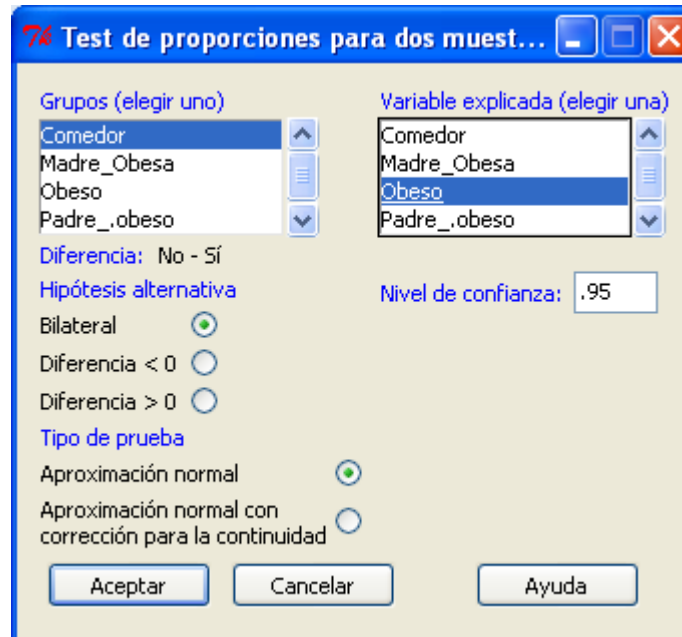 Test de proporciones para dos muest...
Grupos (elegir uno)
Comedor
Madre_Obesa
Obeso
Padre_.obeso
Variable explicada (elegir una)
Comedor
Madre_Obesa
Obeso
Padre_.obeso
Diferencia: No - Sí
Hipótesis alternativa
Nivel de confianza: .95
Bilateral
Diferencia < 0
Diferencia > 0
Tipo de prueba
Aproximación normal
Aproximación normal con
corrección para la continuidad
Aceptar
Cancelar
Ayuda